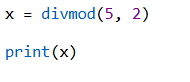 x = divmod(5, 2)
print(x)